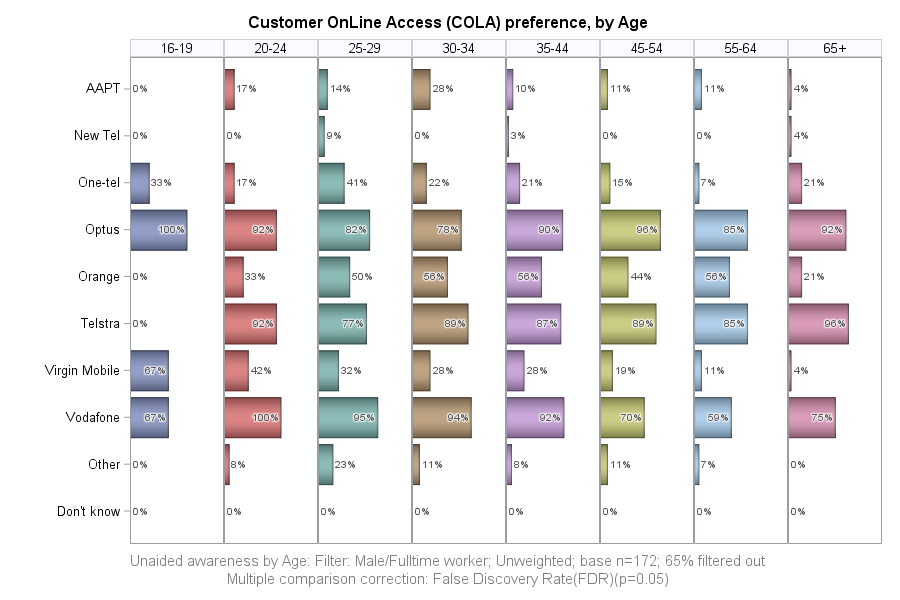 Customer OnLine Access (COLA) preference, by Age
16-19 20-24 25-29 30-34 35-44 45-54 55-64 65+
AAPT 0% 17% 14% 28% 10% 11% 11% 4%
New Tel 0% 0% 9% 0% 3% 0% 0% 4%
One-tel 33% 17% 41% 22% 21% 15% 7% 21%
Optus 100% 92% 82% 78% 90% 96% 85% 92%
Orange 0% 33% 50% 56% 56% 44% 56% 21%
Telstra 0% 92% 77% 89% 87% 89% 85% 96%
Virgin Mobile 67% 42% 32% 28% 28% 19% 11% 4%
Vodafone 67% 100% 95% 94% 92% 70% 59% 75%
Other 0% 8% 23% 11% 8% 11% 7% 0%
Don't know 0% 0% 0% 0% 0% 0% 0% 0%
Unaided awareness by Age: Filter: Male/Fulltime worker; Unweighted; base n=172; 65% filtered out
Multiple comparison correction: False Discovery Rate(FDR)(p=0.05)